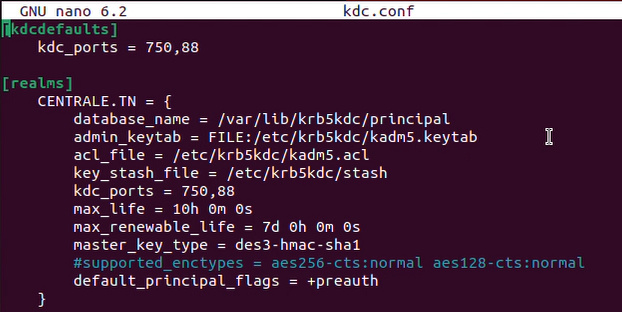 GNU nano 6.2 kdc.conf
[kdcdefaults]
kdc_ports = 750,88
[realms]
CENTRALE.TN = {
database_name = /var/lib/krb5kdc/principal
admin_keytab = FILE:/etc/krb5kdc/kadm5.keytab
acl_file = /etc/krb5kdc/kadm5.acl
key_stash_file = /etc/krb5kdc/stash
kdc_ports = 750,88
max_life = 10h 0m 0s
max_renewable_life = 7d 0h 0m 0s
master_key_type = des3-hmac-sha1
#supported_enctypes = aes256-cts:normal aes128-cts:normal
default_principal_flags = +preauth
}